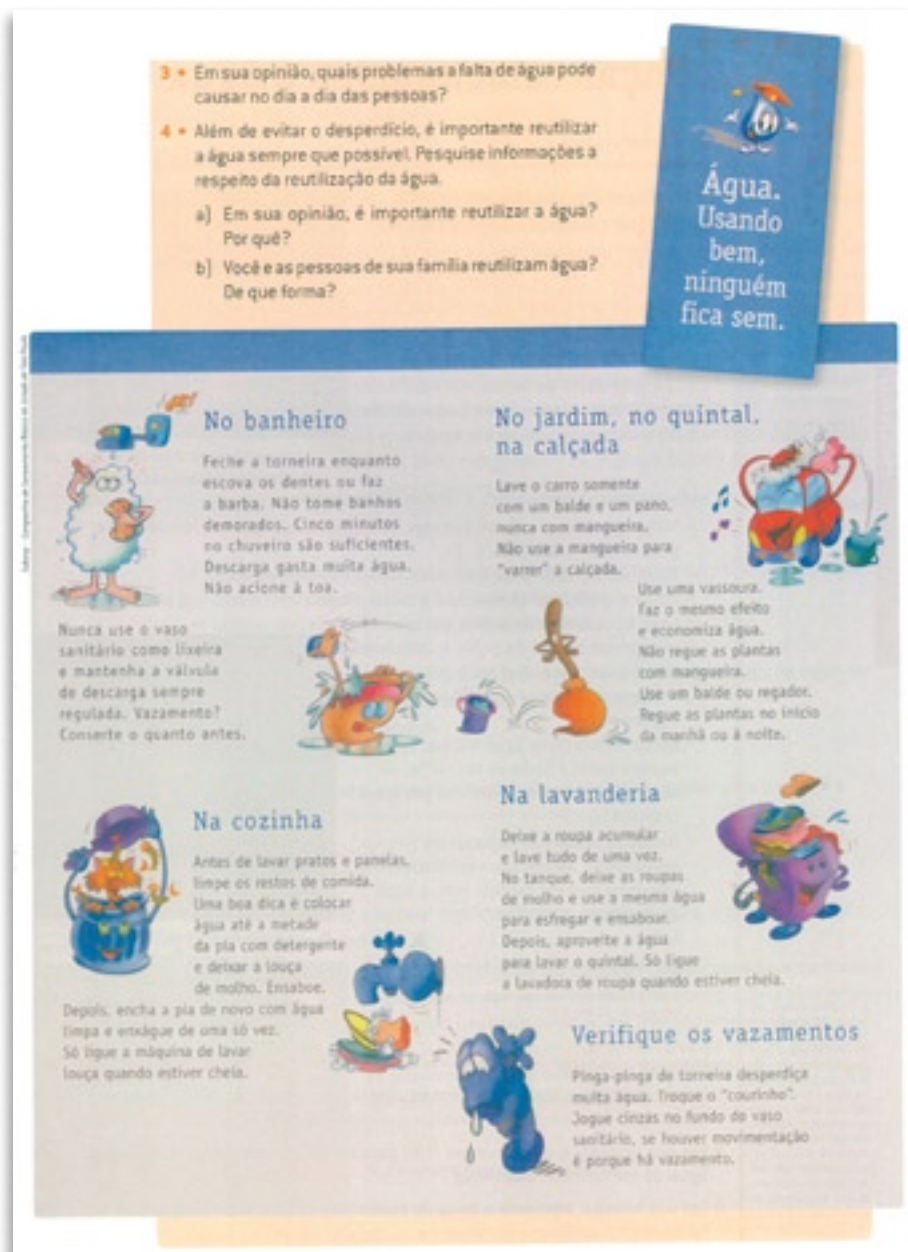 3 • Em sua opinião, quais problemas a falta de água pode
causar no dia a dia das pessoas?
4 • Além de evitar o desperdício, é importante reutilizar
a água sempre que possível. Pesquise informações a
respeito da reutilização da água.
a) Em sua opinião, é importante reutilizar a água?
Por quê?
b) Você e as pessoas de sua família reutilizam água?
De que forma?
Água.
Usando
bem,
ninguém
fica sem.
No banheiro
Feche a torneira enquanto
escova os dentes ou faz
a barba. Não tome banhos
demorados. Cinco minutos
no chuveiro são suficientes.
Descarga gasta muita água.
Não acione à toa.
Nunca use o vaso
sanitário como lixeira
e mantenha a válvula
de descarga sempre
regulada. Vazamento?
Conserte o quanto antes.
No jardim, no quintal,
na calçada
Lave o carro somente
com um balde e um pano,
nunca com mangueira.
Não use a mangueira para
"varrer" a calçada.
Use uma vassoura.
Faz o mesmo efeito
e economiza água.
Não regue as plantas
com mangueira.
Use um balde ou regador.
Regue as plantas no início
da manhã ou à noite.
Na cozinha
Antes de lavar pratos e panelas,
limpe os restos de comida.
Uma boa dica é colocar
água até a metade
da pia com detergente
e deixar a louça
de molho. Ensaboe.
Depois, encha a pia de novo com água
limpa e enxágue de uma só vez.
Só ligue a máquina de lavar
louça quando estiver cheia.
Na lavanderia
Deixe a roupa acumular
e lave tudo de uma vez.
No tanque, deixe as roupas
de molho e use a mesma água
para esfregar e ensaboar.
Depois, aproveite a água
para lavar o quintal. Só ligue
a lavadora de roupa quando estiver cheia.
Verifique os vazamentos
Pinga-pinga de torneira desperdiça
muita água. Troque o "courinho".
Jogue cinzas no fundo do vaso
sanitário, se houver movimentação
é porque há vazamento.